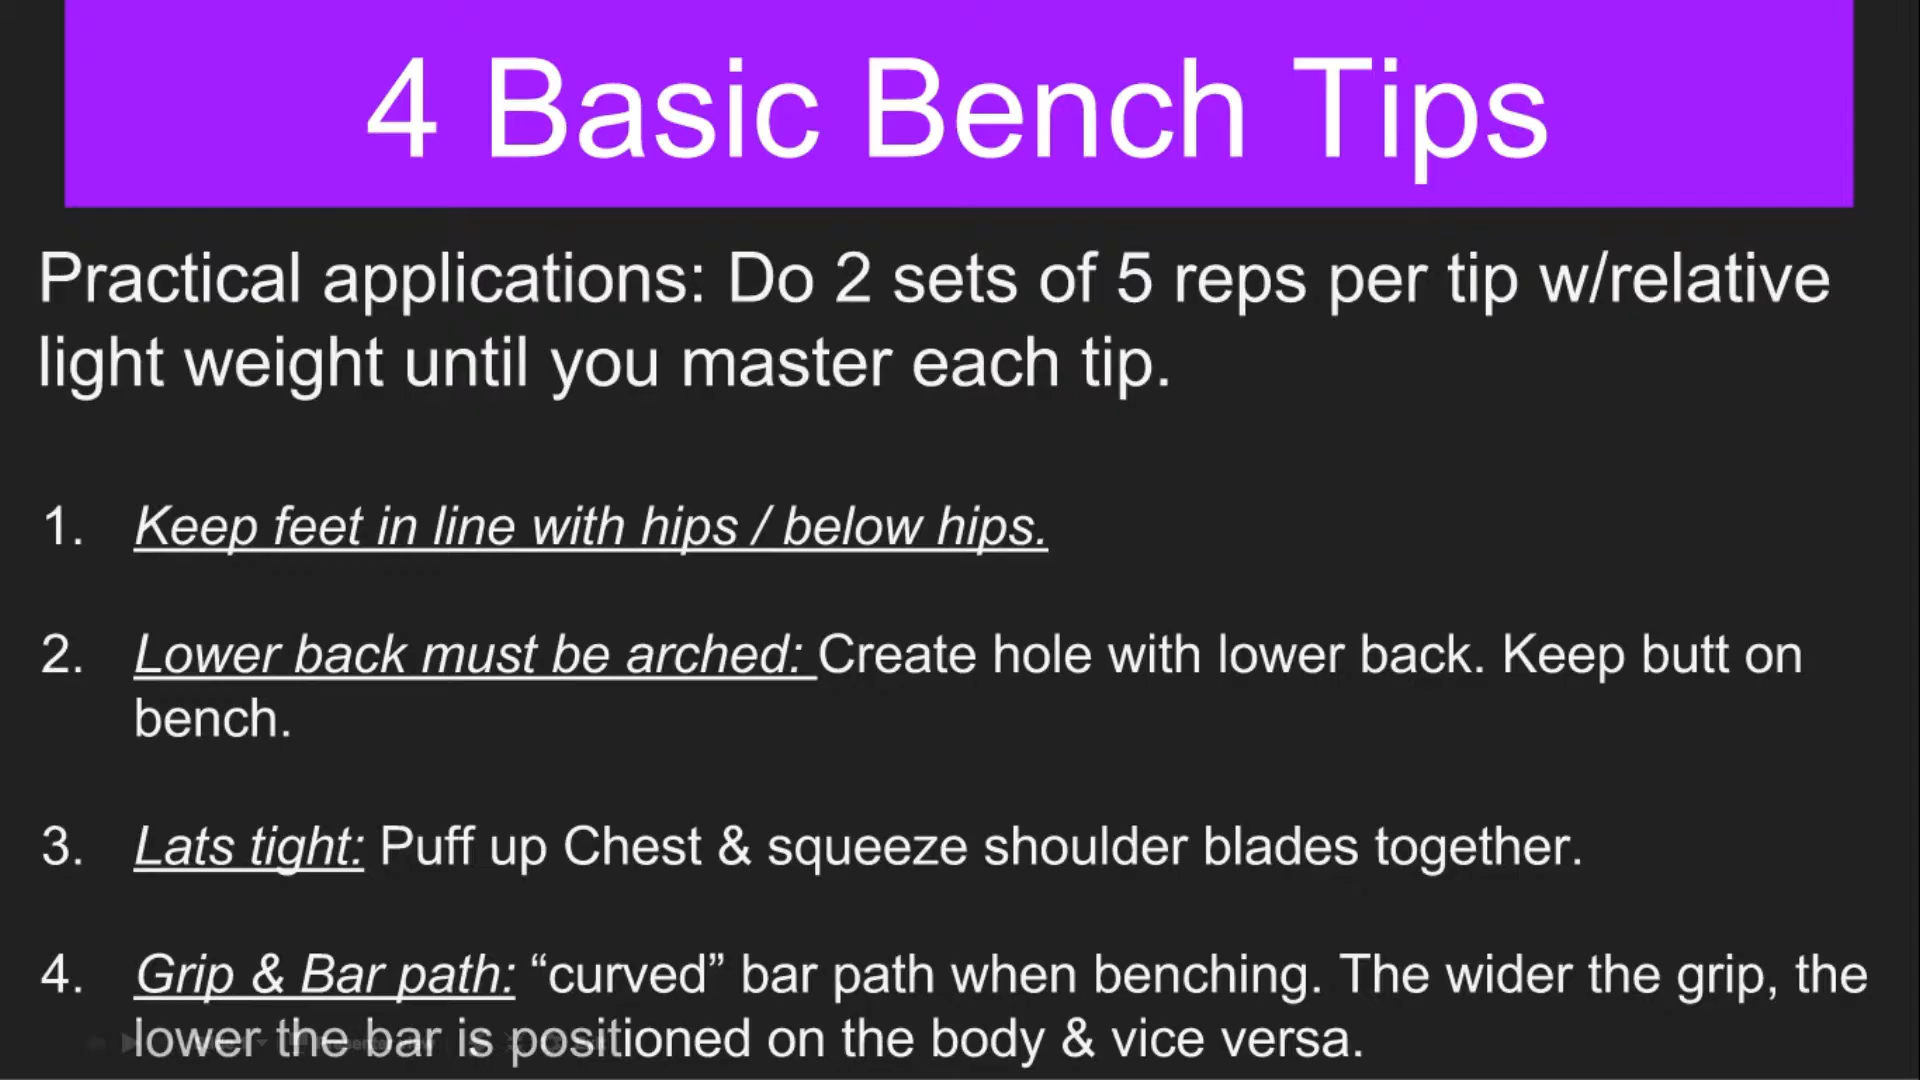 4 Basic Bench Tips
Practical applications: Do 2 sets of 5 reps per tip w/relative
light weight until you master each tip.
1. Keep feet in line with hips / below hips.
2. Lower back must be arched: Create hole with lower back. Keep butt on
bench.
3. Lats tight: Puff up Chest & squeeze shoulder blades together.
4. Grip & Bar path: “curved” bar path when benching. The wider the grip, the
lower the bar is positioned on the body & vice versa.